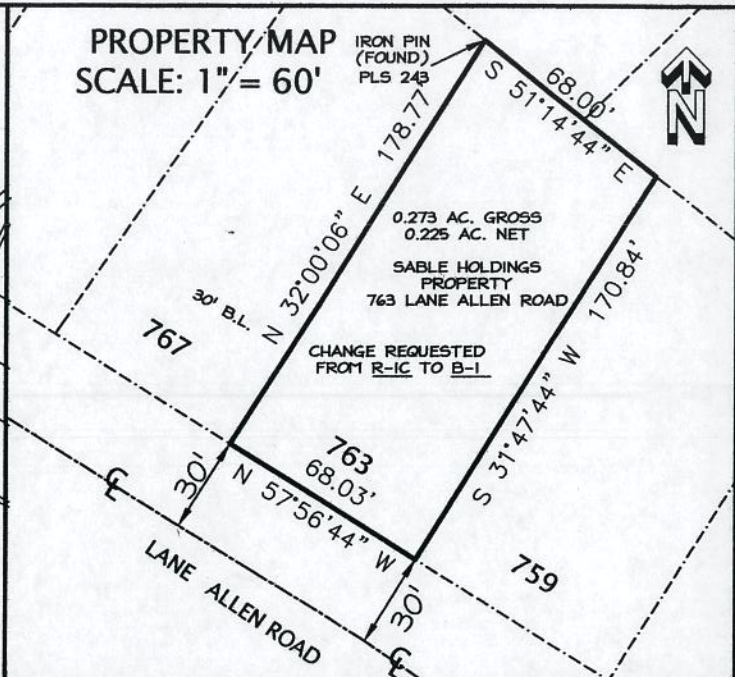 PROPERTY MAP
SCALE: 1" = 60'
IRON PIN
(FOUND)
PLS 243
68.00'
S 51°14'44" E
N
N 32°00'06" E 178.77'
0.273 AC. GROSS
0.225 AC. NET
SABLE HOLDINGS
PROPERTY
763 LANE ALLEN ROAD
30' B.L.
767
CHANGE REQUESTED
FROM R-1C TO B-1
S 31°47'44" W 170.84'
763
68.03'
N 57°56'44" W
30'
CL
LANE ALLEN ROAD
759
30'
CL